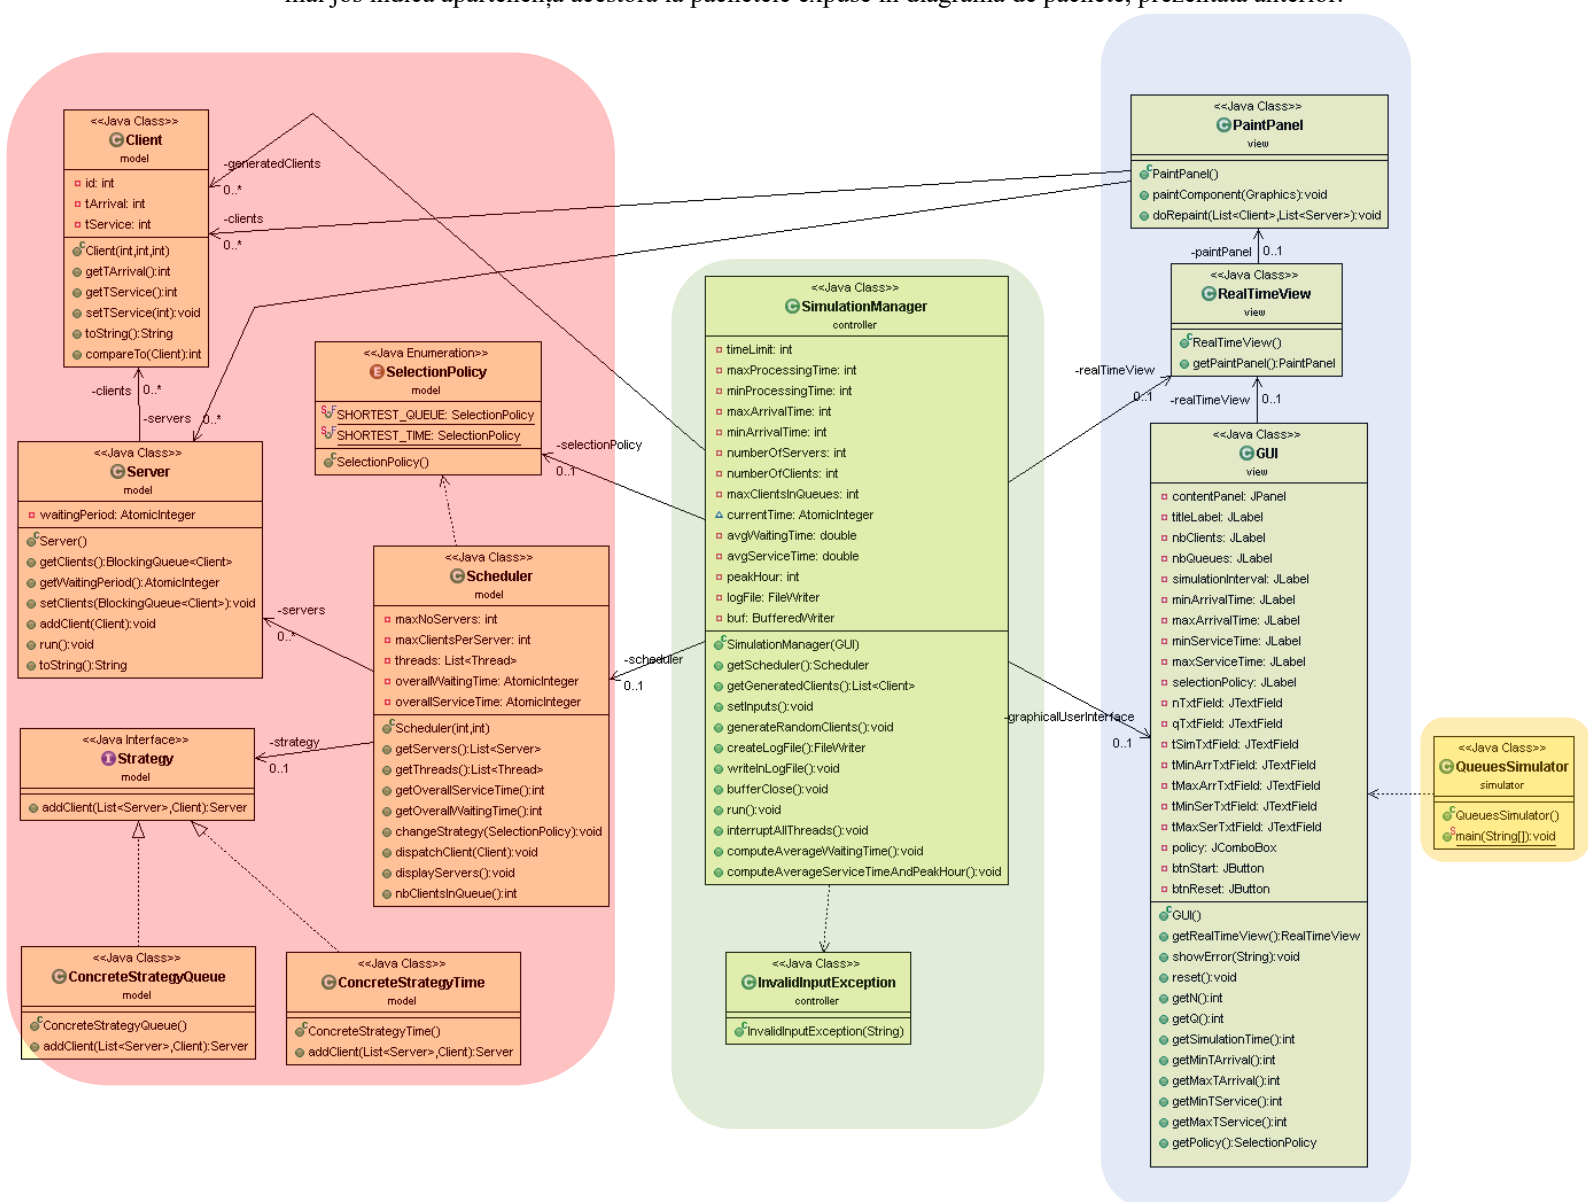 mai jos indică apartenența acestora la pachetele expuse în diagrama de pachete, prezentată anterior.
<<Java Class>>
Client
model
id: int
tArrival: int
tService: int
Client(int,int,int)
getTArrival():int
getTService():int
setTService(int):void
toString():String
compareTo(Client):int
-generatedClients
0..*
-clients
0..*
-clients
0..*
-servers
0..*
<<Java Enumeration>>
SelectionPolicy
model
SHORTEST_QUEUE: SelectionPolicy
SHORTEST_TIME: SelectionPolicy
SelectionPolicy()
-selectionPolicy
0..1
<<Java Class>>
Server
model
waitingPeriod: AtomicInteger
Server()
getClients():BlockingQueue<Client>
getWaitingPeriod():AtomicInteger
setClients(BlockingQueue<Client>):void
addClient(Client):void
run():void
toString():String
-servers
0..*
<<Java Class>>
Scheduler
model
maxNoServers: int
maxClientsPerServer: int
threads: List<Thread>
overallWaitingTime: AtomicInteger
overallServiceTime: AtomicInteger
Scheduler(int,int)
getServers():List<Server>
getThreads():List<Thread>
getOverallServiceTime():int
getOverallWaitingTime():int
changeStrategy(SelectionPolicy):void
dispatchClient(Client):void
displayServers():void
nbClientsInQueue():int
-scheduler
0..1
<<Java Interface>>
Strategy
model
addClient(List<Server>,Client):Server
-strategy
0..1
<<Java Class>>
ConcreteStrategyQueue
model
ConcreteStrategyQueue()
addClient(List<Server>,Client):Server
<<Java Class>>
ConcreteStrategyTime
model
ConcreteStrategyTime()
addClient(List<Server>,Client):Server
<<Java Class>>
SimulationManager
controller
timeLimit: int
maxProcessingTime: int
minProcessingTime: int
maxArrivalTime: int
minArrivalTime: int
numberOfServers: int
numberOfClients: int
maxClientsInQueues: int
currentTime: AtomicInteger
avgWaitingTime: double
avgServiceTime: double
peakHour: int
logFile: FileWriter
buf: BufferedWriter
SimulationManager(GUI)
getScheduler():Scheduler
getGeneratedClients():List<Client>
setInputs():void
generateRandomClients():void
createLogFile():FileWriter
writeInLogFile():void
bufferClose():void
run():void
interruptAllThreads():void
computeAverageWaitingTime():void
computeAverageServiceTimeAndPeakHour():void
<<Java Class>>
InvalidInputException
controller
InvalidInputException(String)
<<Java Class>>
PaintPanel
view
PaintPanel()
paintComponent(Graphics):void
doRepaint(List<Client>,List<Server>):void
-paintPanel
0..1
<<Java Class>>
RealTimeView
view
RealTimeView()
getPaintPanel():PaintPanel
-realTimeView
0..1
-realTimeView
0..1
<<Java Class>>
GUI
view
contentPanel: JPanel
titleLabel: JLabel
nbClients: JLabel
nbQueues: JLabel
simulationInterval: JLabel
minArrivalTime: JLabel
maxArrivalTime: JLabel
minServiceTime: JLabel
maxServiceTime: JLabel
selectionPolicy: JLabel
nTxtField: JTextField
qTxtField: JTextField
tSimTxtField: JTextField
tMinArrTxtField: JTextField
tMaxArrTxtField: JTextField
tMinSerTxtField: JTextField
tMaxSerTxtField: JTextField
policy: JComboBox
btnStart: JButton
btnReset: JButton
GUI()
getRealTimeView():RealTimeView
showError(String):void
reset():void
getN():int
getQ():int
getSimulationTime():int
getMinTArrival():int
getMaxTArrival():int
getMinTService():int
getMaxTService():int
getPolicy():SelectionPolicy
-graphicalUserInterface
0..1
<<Java Class>>
QueuesSimulator
simulator
QueuesSimulator()
main(String[]):void